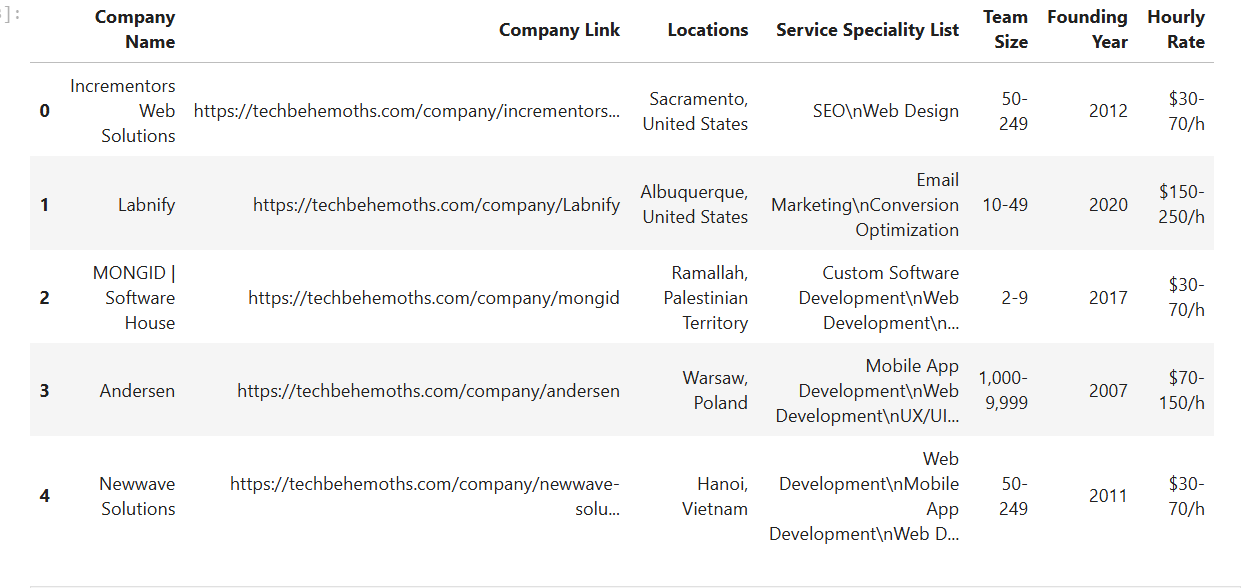 ]:
Company Name Company Link Locations Service Speciality List Team Size Founding Year Hourly Rate
0 Incrementors Web Solutions https://techbehemoths.com/company/incrementors... Sacramento, United States SEO\nWeb Design 50-249 2012 $30-70/h
1 Labnify https://techbehemoths.com/company/Labnify Albuquerque, United States Email Marketing\nConversion Optimization 10-49 2020 $150-250/h
2 MONGID | Software House https://techbehemoths.com/company/mongid Ramallah, Palestinian Territory Custom Software Development\nWeb Development\n... 2-9 2017 $30-70/h
3 Andersen https://techbehemoths.com/company/andersen Warsaw, Poland Mobile App Development\nWeb Development\nUX/UI... 1,000-9,999 2007 $70-150/h
4 Newwave Solutions https://techbehemoths.com/company/newwave-solu... Hanoi, Vietnam Web Development\nMobile App Development\nWeb D... 50-249 2011 $30-70/h